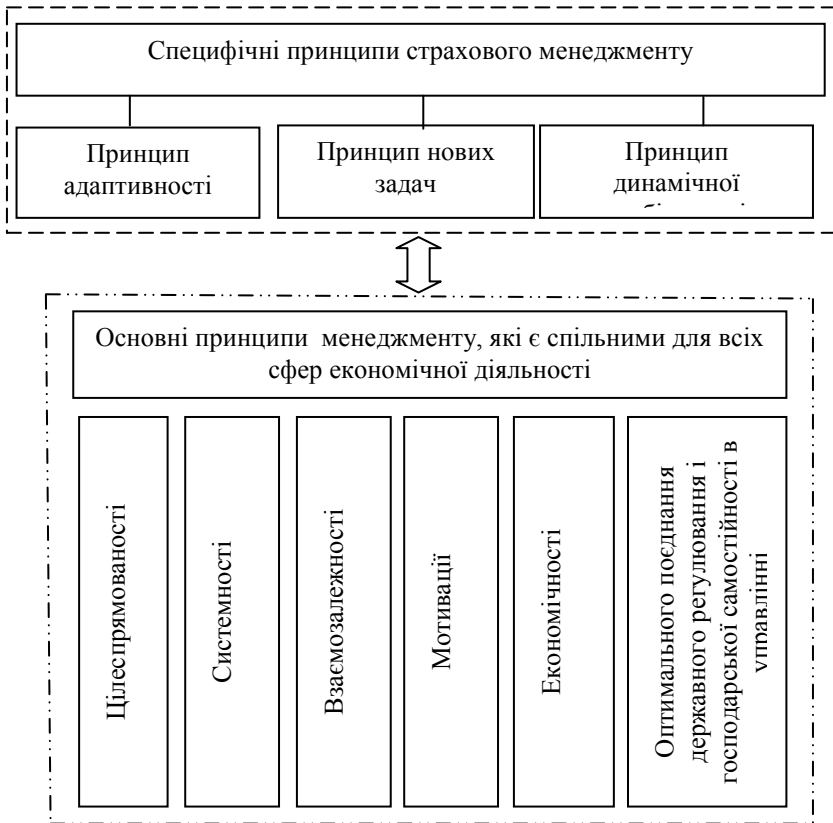 Специфічні принципи страхового менеджменту
Принцип
адаптивності
Принцип нових
задач
Принцип
динамічної
Основні принципи менеджменту, які є спільними для всіх
сфер економічної діяльності
Цілеспрямованості
Системності
Взаємозалежності
Мотивації
Економічності
Оптимального поєднання
державного регулювання і
господарської самостійності в
управлінні